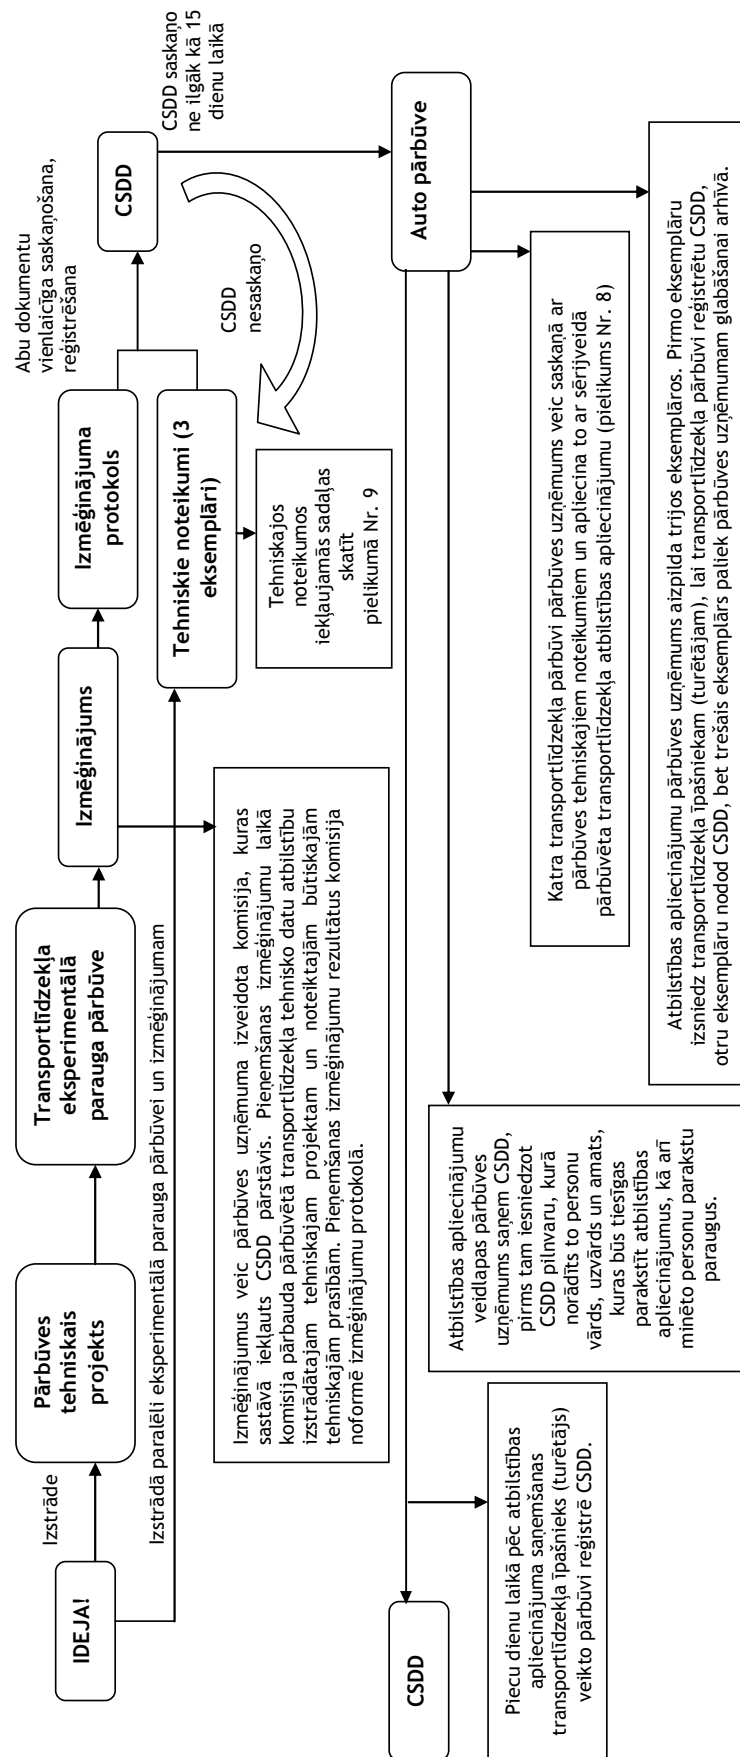 IDEJA!
Izstrāde
Pārbūves
tehniskais
projekts
Transportlīdzekļa
eksperimentālā
parauga pārbūve
Izmēģinājums
Izmēģinājuma
protokols
Abu dokumentu
vienlaicīga saskaņošana,
reģistrēšana
CSDD
CSDD saskaņo
ne ilgāk kā 15
dienu laikā
Izstrādā paralēli eksperimentālā parauga pārbūvei un izmēģinājumam
Tehniskie noteikumi (3
eksemplāri)
CSDD
nesaskaņo
Izmēģinājumus veic pārbūves uzņēmuma izveidota komisija, kuras
sastāvā iekļauts CSDD pārstāvis. Pieņemšanas izmēģinājumu laikā
komisija pārbauda pārbūvētā transportlīdzekļa tehnisko datu atbilstību
izstrādātajam tehniskajam projektam un noteiktajām būtiskajām
tehniskajām prasībām. Pieņemšanas izmēģinājumu rezultātus komisija
noformē izmēģinājumu protokolā.
Tehniskajos
noteikumos
iekļaujamās sadaļas
skatīt
pielikumā Nr. 9
CSDD
Auto pārbūve
Piecu dienu laikā pēc atbilstības
apliecinājuma saņemšanas
transportlīdzekļa īpašnieks (turētājs)
veikto pārbūvi reģistrē CSDD.
Atbilstības apliecinājumu
veidlapas pārbūves
uzņēmums saņem CSDD,
pirms tam iesniedzot
CSDD pilnvaru, kurā
norādīts to personu
vārds, uzvārds un amats,
kuras būs tiesīgas
parakstīt atbilstības
apliecinājumus, kā arī
minēto personu parakstu
paraugus.
Katra transportlīdzekļa pārbūvi pārbūves uzņēmums veic saskaņā ar
pārbūves tehniskajiem noteikumiem un apliecina to ar sērijveidā
pārbūvēta transportlīdzekļa atbilstības apliecinājumu (pielikums Nr. 8)
Atbilstības apliecinājumu pārbūves uzņēmums aizpilda trijos eksemplāros. Pirmo eksemplāru
izsniedz transportlīdzekļa īpašniekam (turētājam), lai transportlīdzekļa pārbūvi reģistrētu CSDD,
otru eksemplāru nodod CSDD, bet trešais eksemplārs paliek pārbūves uzņēmumam glabāšanai arhīvā.